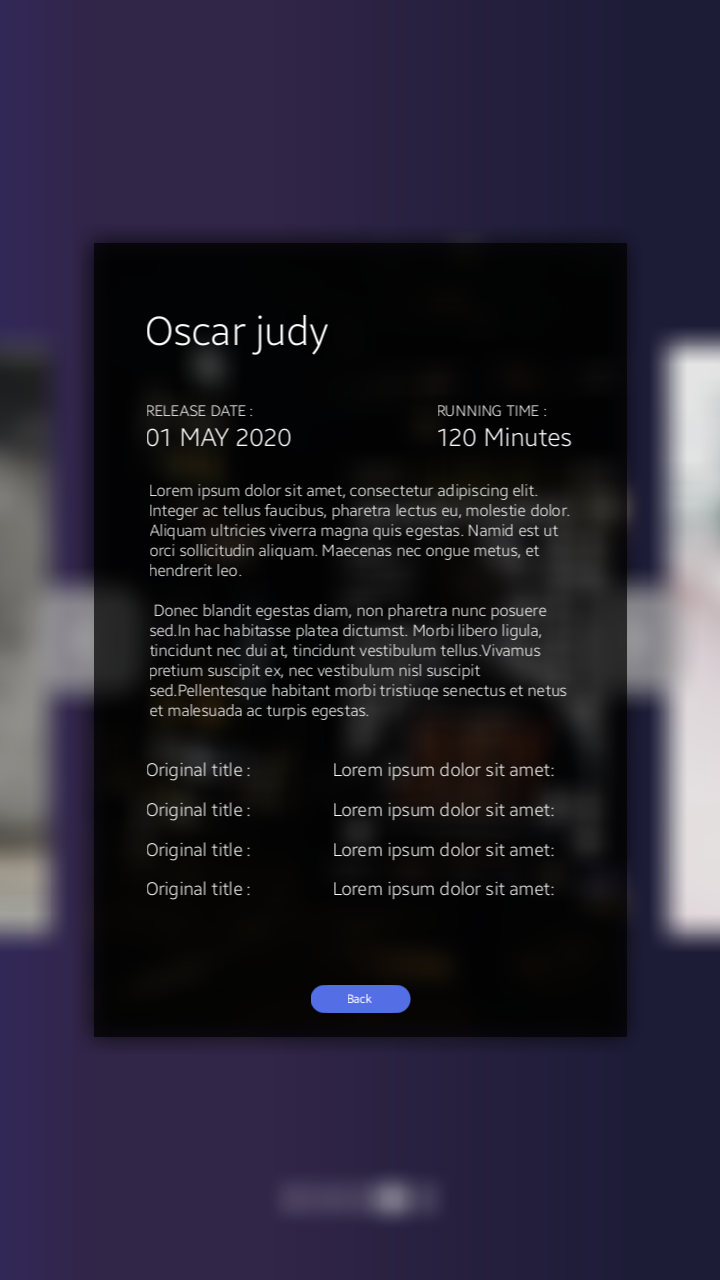 Oscar judy
RELEASE DATE :
RUNNING TIME :
01 MAY 2020
120 Minutes
Lorem ipsum dolor sit amet, consectetur adipiscing elit.
Integer ac tellus faucibus, pharetra lectus eu, molestie dolor.
Aliquam ultricies viverra magna quis egestas. Namid est ut
orci sollicitudin aliquam. Maecenas nec ongue metus, et
hendrerit leo.
Donec blandit egestas diam, non pharetra nunc posuere
sed.In hac habitasse platea dictumst. Morbi libero ligula,
tincidunt nec dui at, tincidunt vestibulum tellus.Vivamus
pretium suscipit ex, nec vestibulum nisl suscipit
sed.Pellentesque habitant morbi tristiuqe senectus et netus
et malesuada ac turpis egestas.
Original title : Lorem ipsum dolor sit amet:
Original title : Lorem ipsum dolor sit amet:
Original title : Lorem ipsum dolor sit amet:
Original title : Lorem ipsum dolor sit amet:
Back